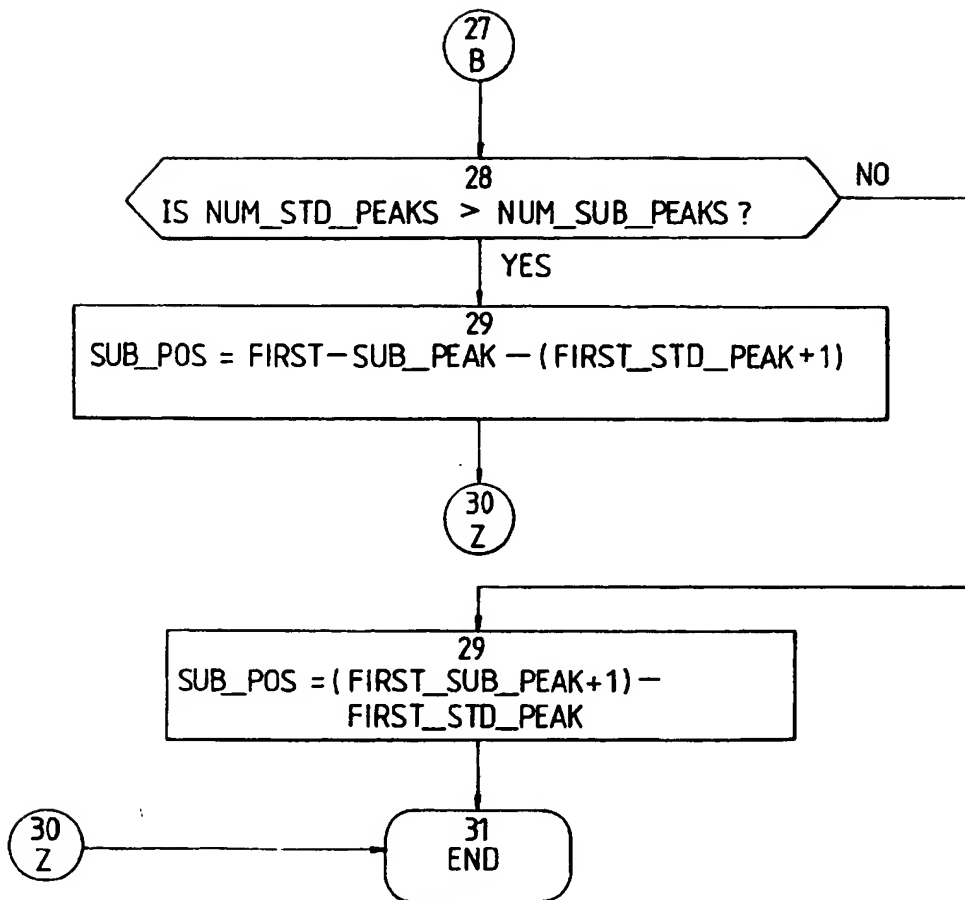 27
B
28
IS NUM_STD_PEAKS > NUM_SUB_PEAKS ?
NO
YES
29
SUB_POS = FIRST-SUB_PEAK-(FIRST_STD_PEAK+1)
30
Z
29
SUB_POS =(FIRST_SUB_PEAK+1)-
FIRST_STD_PEAK
30
Z
31
END